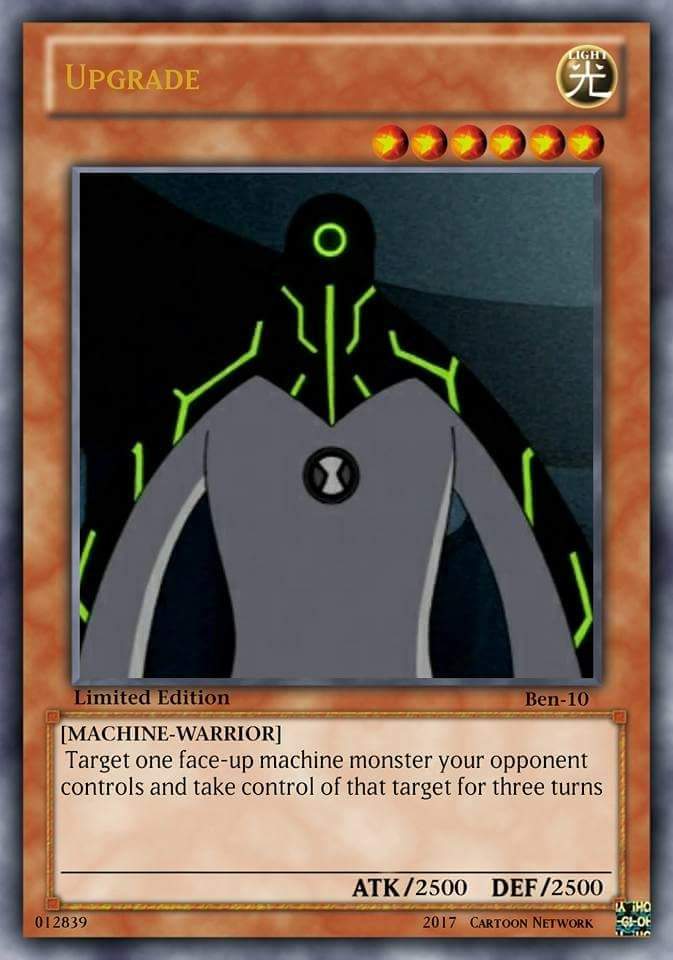 UPGRADE
LIGHT
光
Limited Edition
Ben-10
[MACHINE-WARRIOR]
Target one face-up machine monster your opponent
controls and take control of that target for three turns
ATK/2500 DEF/2500
012839
2017 CARTOON NETWORK